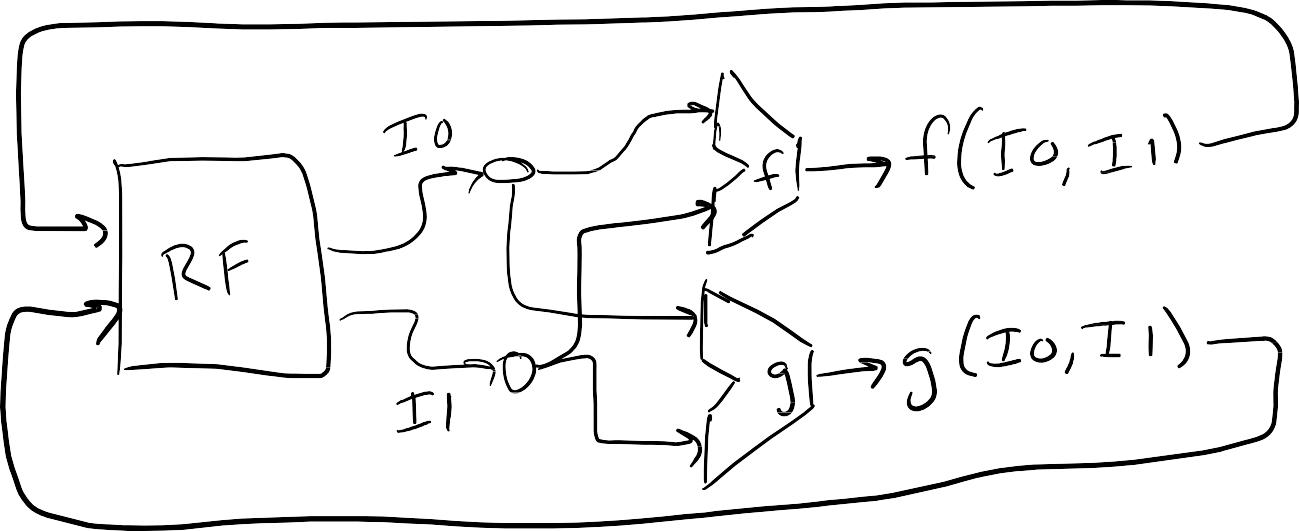 I0
f
f(I0, I1)
RF
g
g(I0, I1)
I1